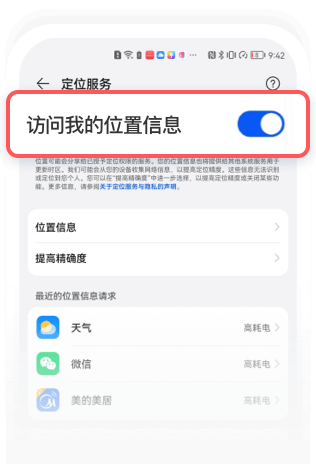 9:42
定位服务
访问我的位置信息
位置可能会分享给已授予定位权限的服务。您的位置信息也将提供给其他系统服务用于
更新时区。我们可能会从您的设备收集网络信息，以提高定位精度。这些信息无法识别
或定位到您个人。您可以在“提高精确度”中进一步选择，以提高定位精度或关闭某些功
能。更多信息，请参阅关于定位服务与隐私的声明。
位置信息
提高精确度
最近的位置信息请求
天气 高耗电
微信 高耗电
美的美居 高耗电